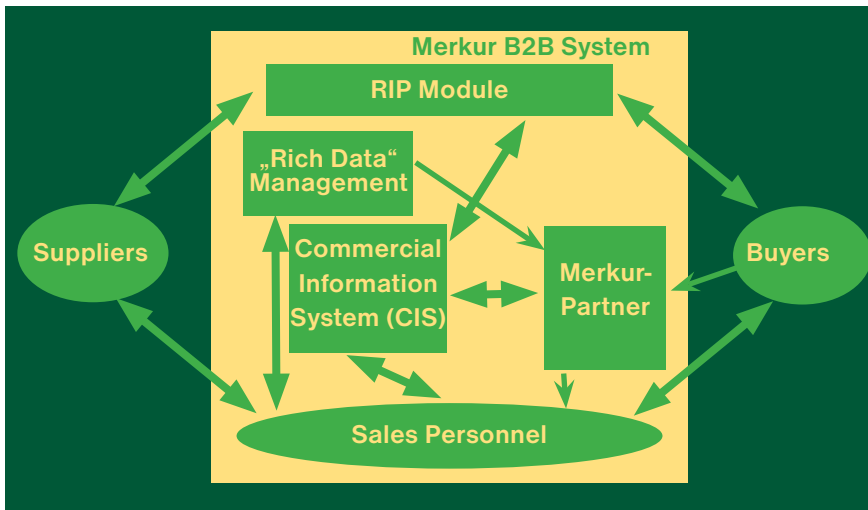 Merkur B2B System
RIP Module
„Rich Data“
Management
Suppliers
Commercial
Information
System (CIS)
Merkur-
Partner
Buyers
Sales Personnel